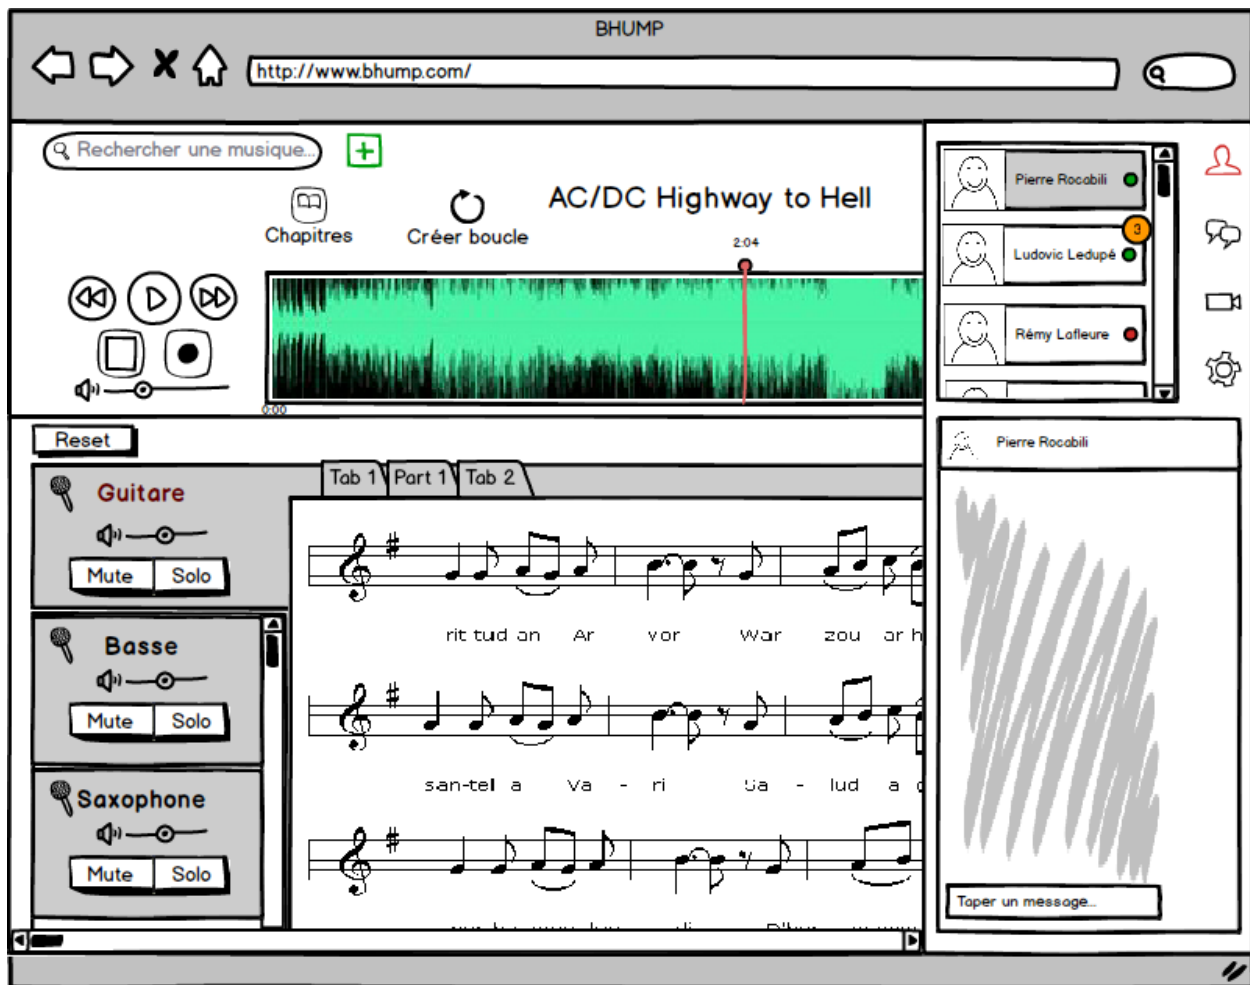 BHUMP
http://www.bhump.com/
Rechercher une musique...
Chapitres
Créer boucle
AC/DC Highway to Hell
2:04
0:00
Pierre Rocabili
3
Ludovic Ledupé
Rémy Lafleure
Reset
Guitare
Mute Solo
Basse
Mute Solo
Saxophone
Mute Solo
Tab 1 Part 1 Tab 2
rit tud an Ar vor War zou ar h
san-tel a Va - ri Sa - lud a
Pierre Rocabili
Taper un message...